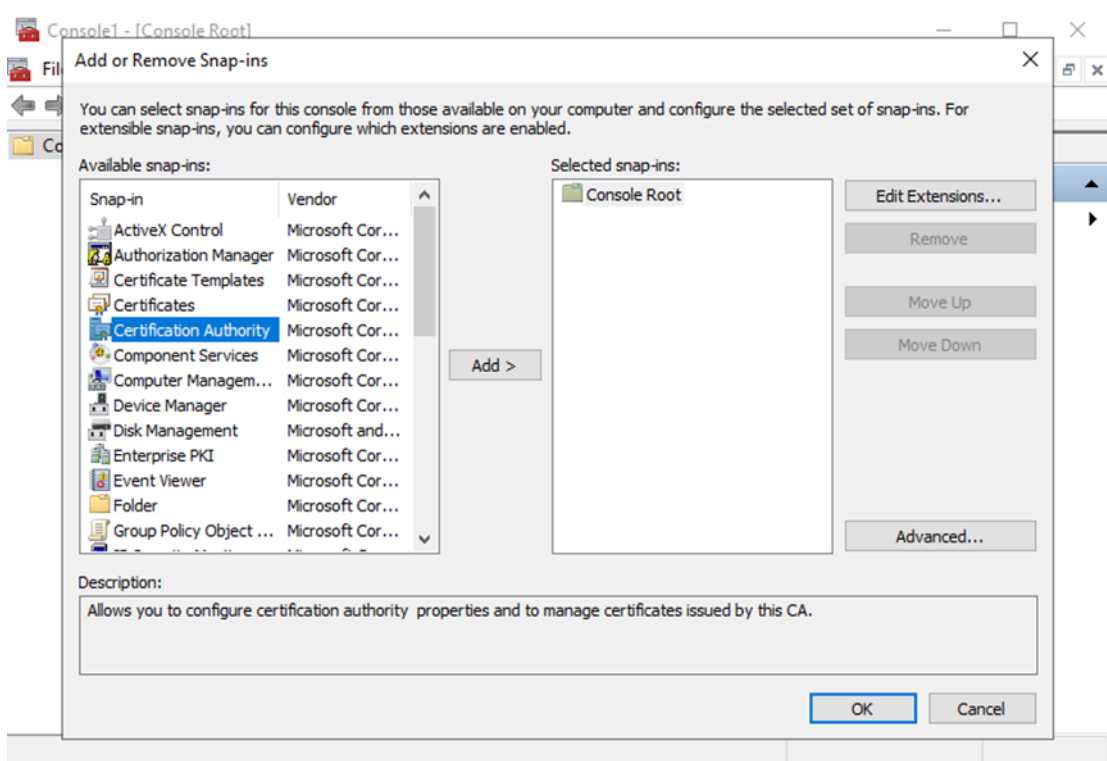 Console1 - [Console Root]
Fil
Add or Remove Snap-ins
You can select snap-ins for this console from those available on your computer and configure the selected set of snap-ins. For
extensible snap-ins, you can configure which extensions are enabled.
Co
Available snap-ins:
Selected snap-ins:
Snap-in Vendor
ActiveX Control Microsoft Cor...
Authorization Manager Microsoft Cor...
Certificate Templates Microsoft Cor...
Certificates Microsoft Cor...
Certification Authority Microsoft Cor...
Component Services Microsoft Cor...
Computer Managem... Microsoft Cor...
Device Manager Microsoft Cor...
Disk Management Microsoft and...
Enterprise PKI Microsoft Cor...
Event Viewer Microsoft Cor...
Folder Microsoft Cor...
Group Policy Object ... Microsoft Cor...
Add >
Console Root
Edit Extensions...
Remove
Move Up
Move Down
Advanced...
Description:
Allows you to configure certification authority properties and to manage certificates issued by this CA.
OK
Cancel